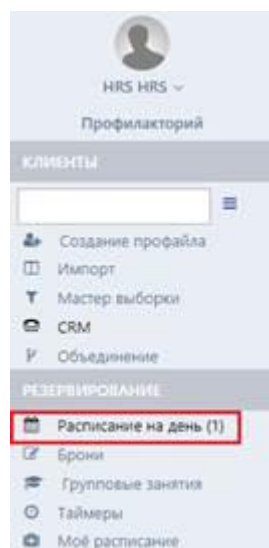 HRS HRS
Профилакторий
КЛИЕНТЫ
Создание профайла
Импорт
Мастер выборки
CRM
Объединение
РЕЗЕРВИРОВАНИЕ
Расписание на день (1)
Брони
Групповые занятия
Таймеры
Моё расписание